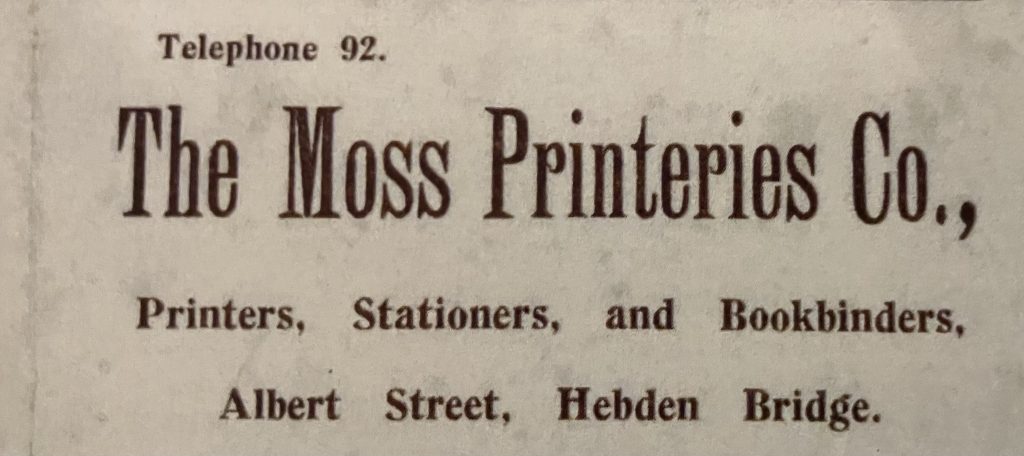 Telephone 92.
The Moss Printeries Co.,
Printers, Stationers, and Bookbinders,
Albert Street, Hebden Bridge.